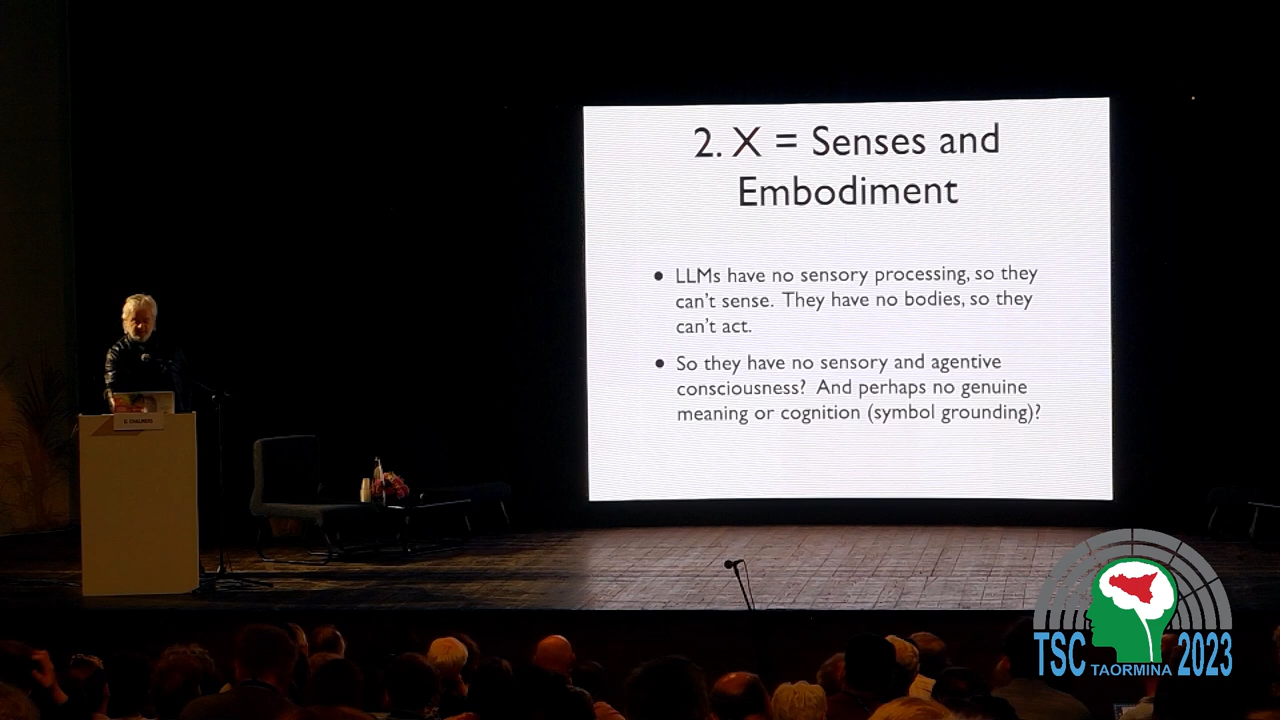 2. X = Senses and
Embodiment
● LLMs have no sensory processing, so they
can't sense. They have no bodies, so they
can't act.
● So they have no sensory and agentive
consciousness? And perhaps no genuine
meaning or cognition (symbol grounding)?
D. CHALMERS
TSC TAORMINA 2023